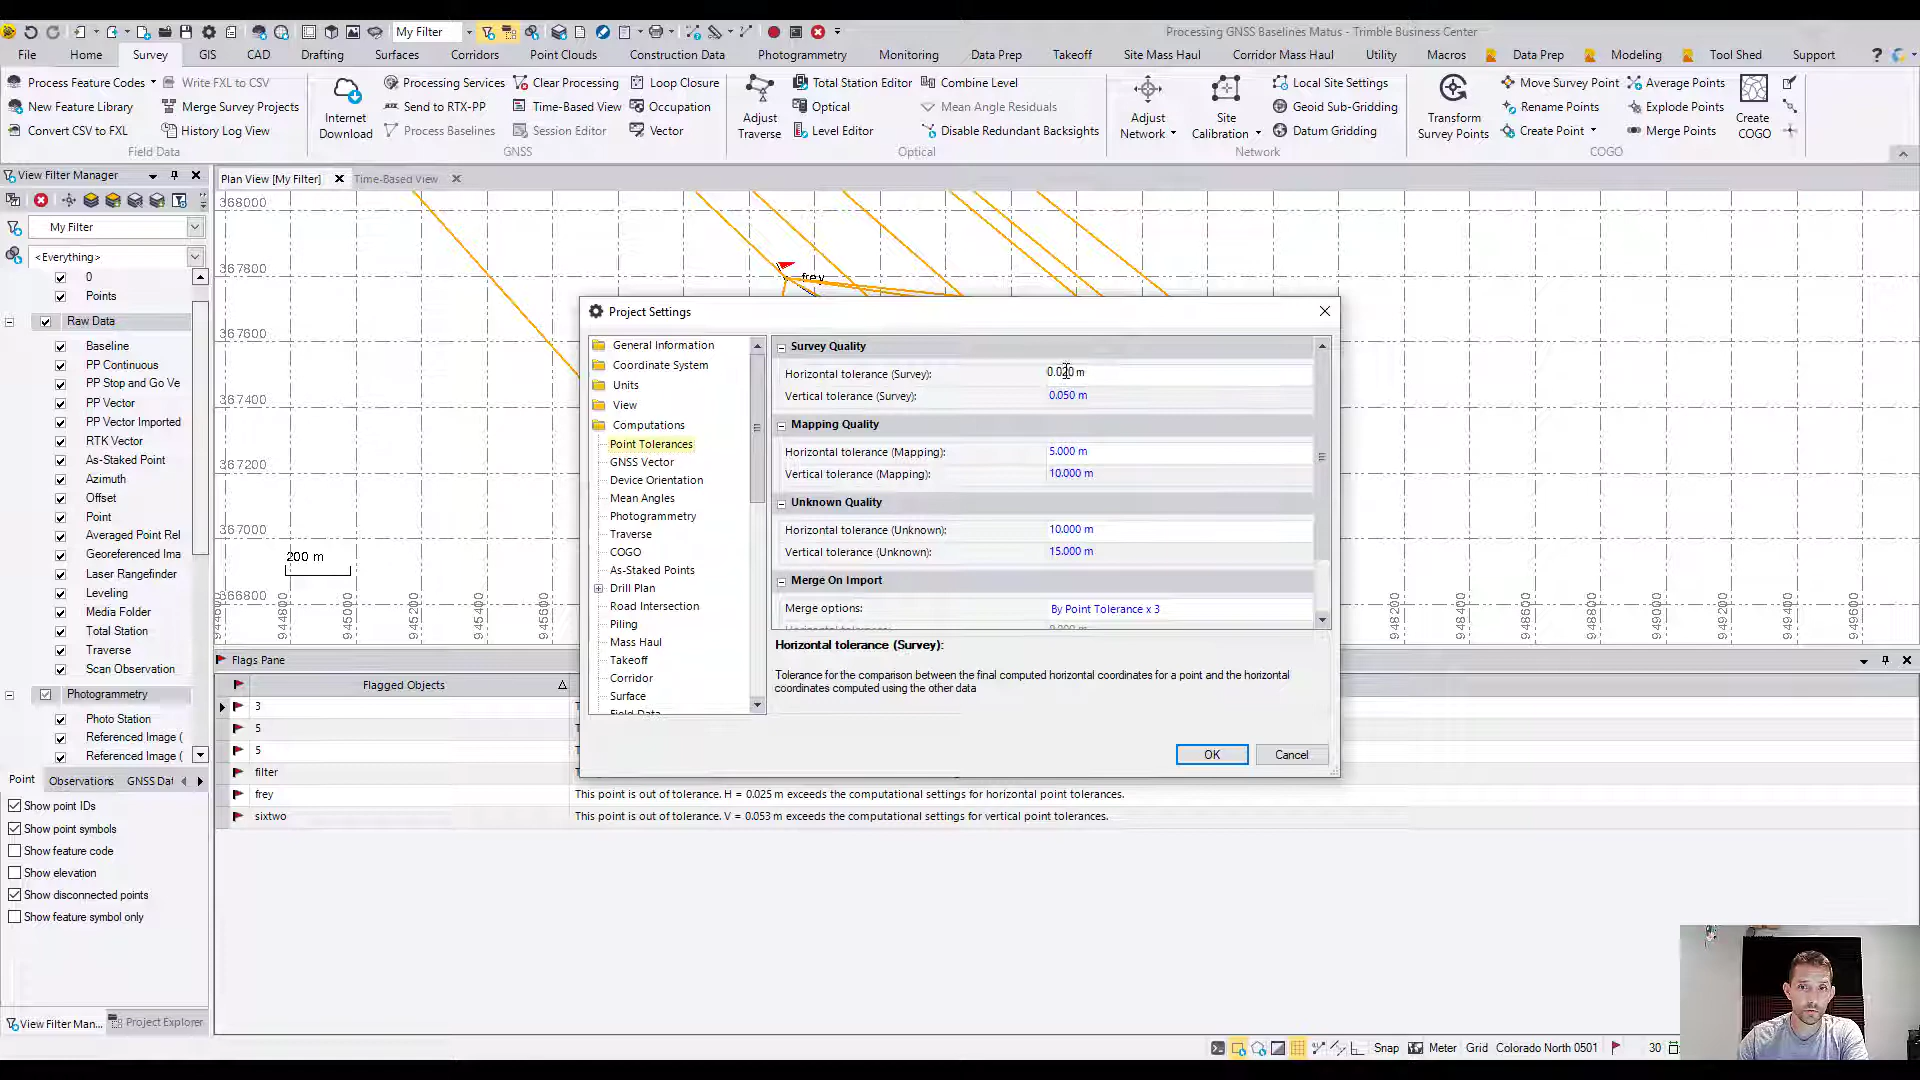 My Filter
Processing GNSS Baselines Matus - Trimble Business Center
File Home Survey GIS CAD Drafting Surfaces Corridors Point Clouds Construction Data Photogrammetry Monitoring Data Prep Takeoff Site Mass Haul Corridor Mass Haul Utility Macros Data Prep Modeling Tool Shed Support
Process Feature Codes
New Feature Library
Convert CSV to FXL
Write FXL to CSV
Merge Survey Projects
History Log View
Field Data
Internet Download
Processing Services
Send to RTX-PP
Process Baselines
Clear Processing
Time-Based View
Session Editor
Loop Closure
Occupation
Vector
GNSS
Adjust Traverse
Total Station Editor
Optical
Level Editor
Combine Level
Mean Angle Residuals
Disable Redundant Backsights
Optical
Adjust Network
Site Calibration
Local Site Settings
Geoid Sub-Gridding
Datum Gridding
Network
Transform Survey Points
Move Survey Point
Rename Points
Create Point
Average Points
Explode Points
Merge Points
Create COGO
COGO
View Filter Manager
My Filter
<Everything>
0
Points
Raw Data
Baseline
PP Continuous
PP Stop and Go Ve
PP Vector
PP Vector Imported
RTK Vector
As-Staked Point
Azimuth
Offset
Point
Averaged Point Rel
Georeferenced Ima
Laser Rangefinder
Leveling
Media Folder
Total Station
Traverse
Scan Observation
Photogrammetry
Photo Station
Referenced Image (
Referenced Image (
Point Observations GNSS Dat
Show point IDs
Show point symbols
Show feature code
Show elevation
Show disconnected points
Show feature symbol only
View Filter Man... Project Explorer
Plan View [My Filter] Time-Based View
368000
367800
367600
367400
367200
367000
366800
200 m
944800
945200
948200
948400
948600
948800
949000
949200
949400
949600
frey
Project Settings
General Information
Coordinate System
Units
View
Computations
Point Tolerances
GNSS Vector
Device Orientation
Mean Angles
Photogrammetry
Traverse
COGO
As-Staked Points
Drill Plan
Road Intersection
Piling
Mass Haul
Takeoff
Corridor
Surface
Field Data
Survey Quality
Horizontal tolerance (Survey): 0.020 m
Vertical tolerance (Survey): 0.050 m
Mapping Quality
Horizontal tolerance (Mapping): 5.000 m
Vertical tolerance (Mapping): 10.000 m
Unknown Quality
Horizontal tolerance (Unknown): 10.000 m
Vertical tolerance (Unknown): 15.000 m
Merge On Import
Merge options: By Point Tolerance x 3
Horizontal tolerance (Survey):
Tolerance for the comparison between the final computed horizontal coordinates for a point and the horizontal
coordinates computed using the other data
OK Cancel
Flags Pane
Flagged Objects
3
5
5
filter
frey This point is out of tolerance. H = 0.025 m exceeds the computational settings for horizontal point tolerances.
sixtwo This point is out of tolerance. V = 0.053 m exceeds the computational settings for vertical point tolerances.
Snap Meter Grid Colorado North 0501 30